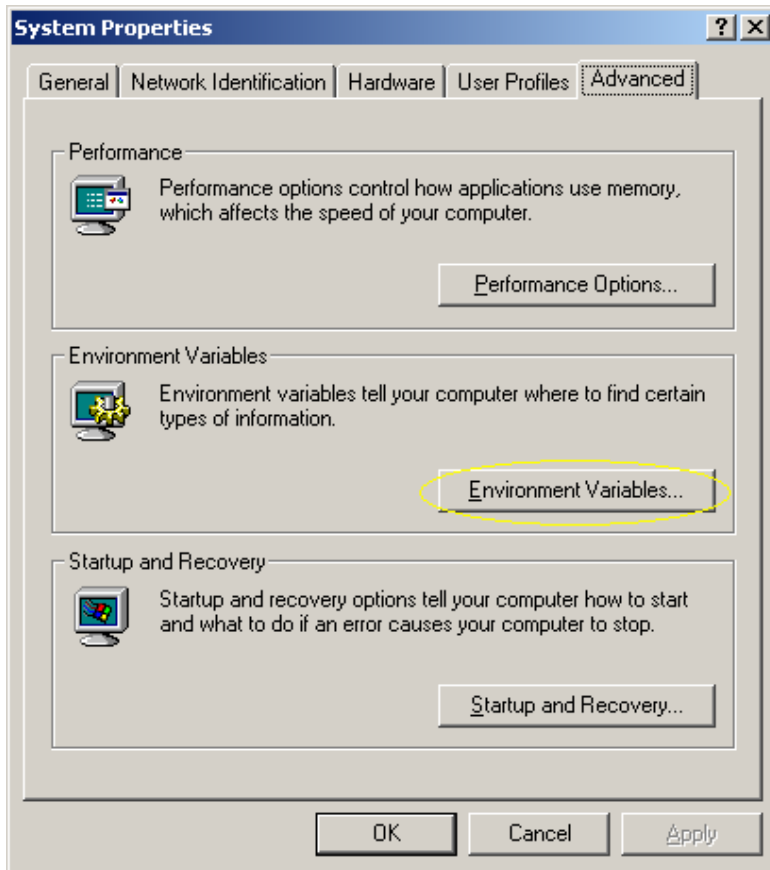 System Properties
General
Network Identification
Hardware
User Profiles
Advanced
Performance
Performance options control how applications use memory,
which affects the speed of your computer.
Performance Options...
Environment Variables
Environment variables tell your computer where to find certain
types of information.
Environment Variables...
Startup and Recovery
Startup and recovery options tell your computer how to start
and what to do if an error causes your computer to stop.
Startup and Recovery...
OK
Cancel
Apply